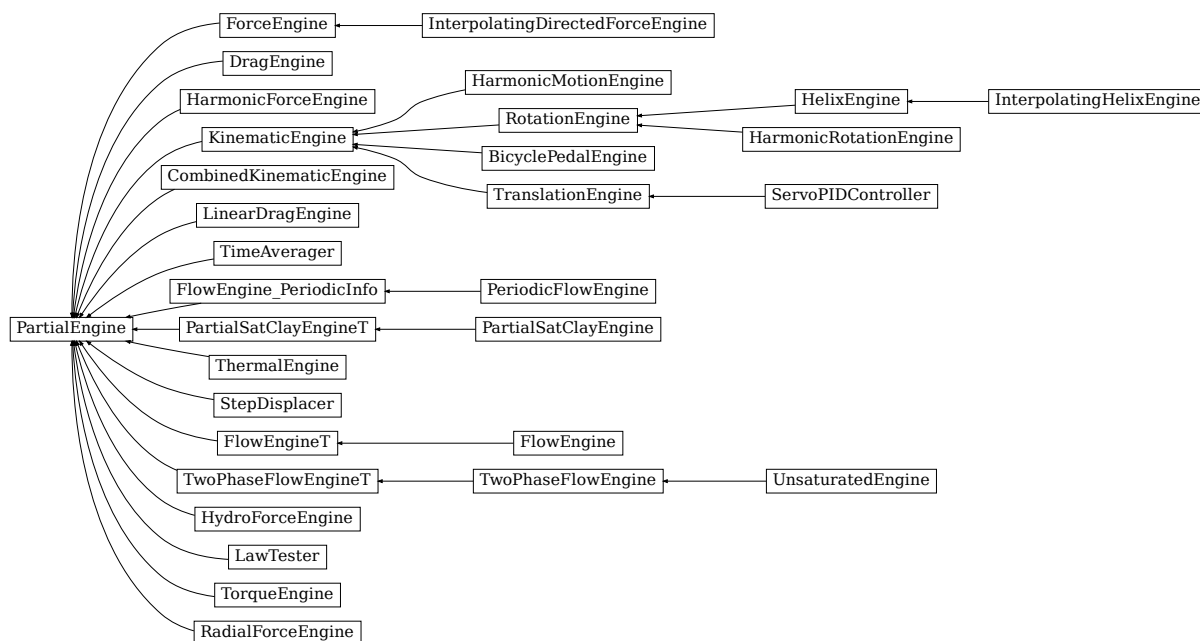 ForceEngine
InterpolatingDirectedForceEngine
DragEngine
HarmonicMotionEngine
HarmonicForceEngine
HelixEngine
InterpolatingHelixEngine
RotationEngine
KinematicEngine
HarmonicRotationEngine
BicyclePedalEngine
CombinedKinematicEngine
TranslationEngine
ServoPIDController
LinearDragEngine
TimeAverager
FlowEngine_PeriodicInfo
PeriodicFlowEngine
PartialEngine
PartialSatClayEngineT
PartialSatClayEngine
ThermalEngine
StepDisplacer
FlowEngineT
FlowEngine
TwoPhaseFlowEngineT
TwoPhaseFlowEngine
UnsaturatedEngine
HydroForceEngine
LawTester
TorqueEngine
RadialForceEngine